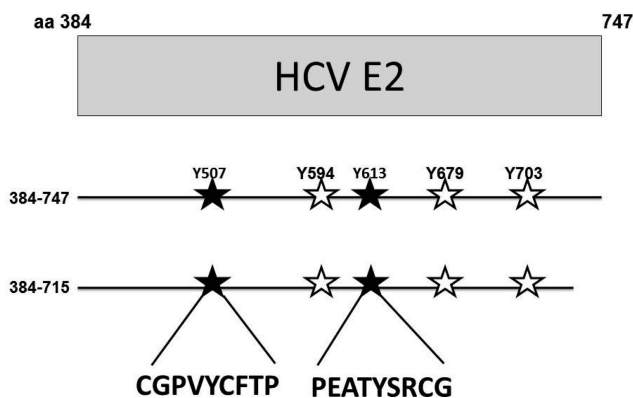 aa 384 747
HCV E2
Y507 Y594 Y613 Y679 Y703
384-747
384-715
CGPVYCFTP PEATYSRCG